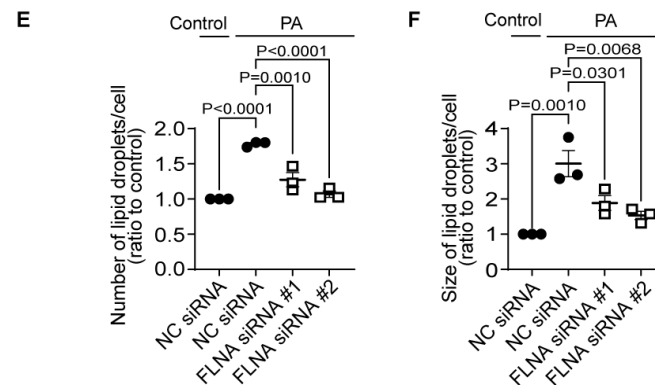 E
Control PA
P<0.0001
P=0.0010
P<0.0001
Number of lipid droplets/cell
(ratio to control)
2.0
1.5
1.0
0.5
0.0
NC siRNA
NC siRNA
FLNA siRNA #1
FLNA siRNA #2
F
Control PA
P=0.0068
P=0.0301
P=0.0010
Size of lipid droplets/cell
(ratio to control)
4
3
2
1
0
NC siRNA
NC siRNA
FLNA siRNA #1
FLNA siRNA #2